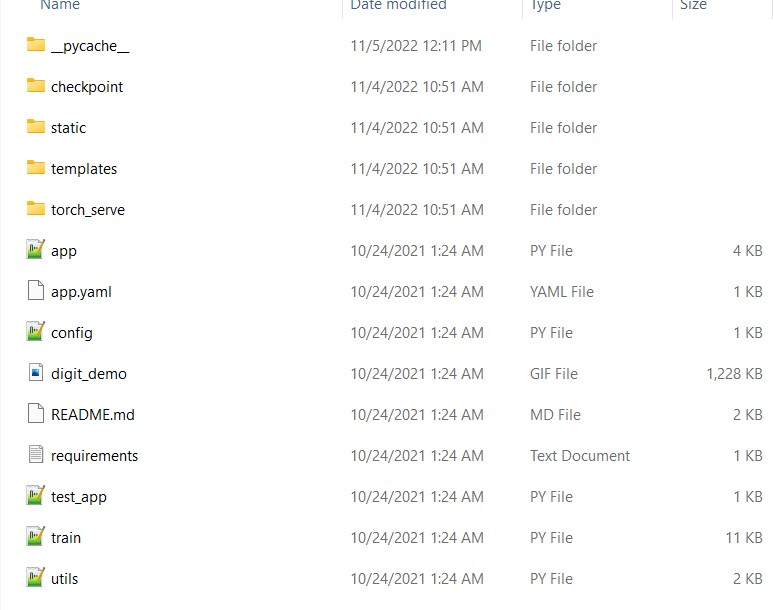 Name Date modified Type Size
__pycache__ 11/5/2022 12:11 PM File folder
checkpoint 11/4/2022 10:51 AM File folder
static 11/4/2022 10:51 AM File folder
templates 11/4/2022 10:51 AM File folder
torch_serve 11/4/2022 10:51 AM File folder
app 10/24/2021 1:24 AM PY File 4 KB
app.yaml 10/24/2021 1:24 AM YAML File 1 KB
config 10/24/2021 1:24 AM PY File 1 KB
digit_demo 10/24/2021 1:24 AM GIF File 1,228 KB
README.md 10/24/2021 1:24 AM MD File 2 KB
requirements 10/24/2021 1:24 AM Text Document 1 KB
test_app 10/24/2021 1:24 AM PY File 1 KB
train 10/24/2021 1:24 AM PY File 11 KB
utils 10/24/2021 1:24 AM PY File 2 KB